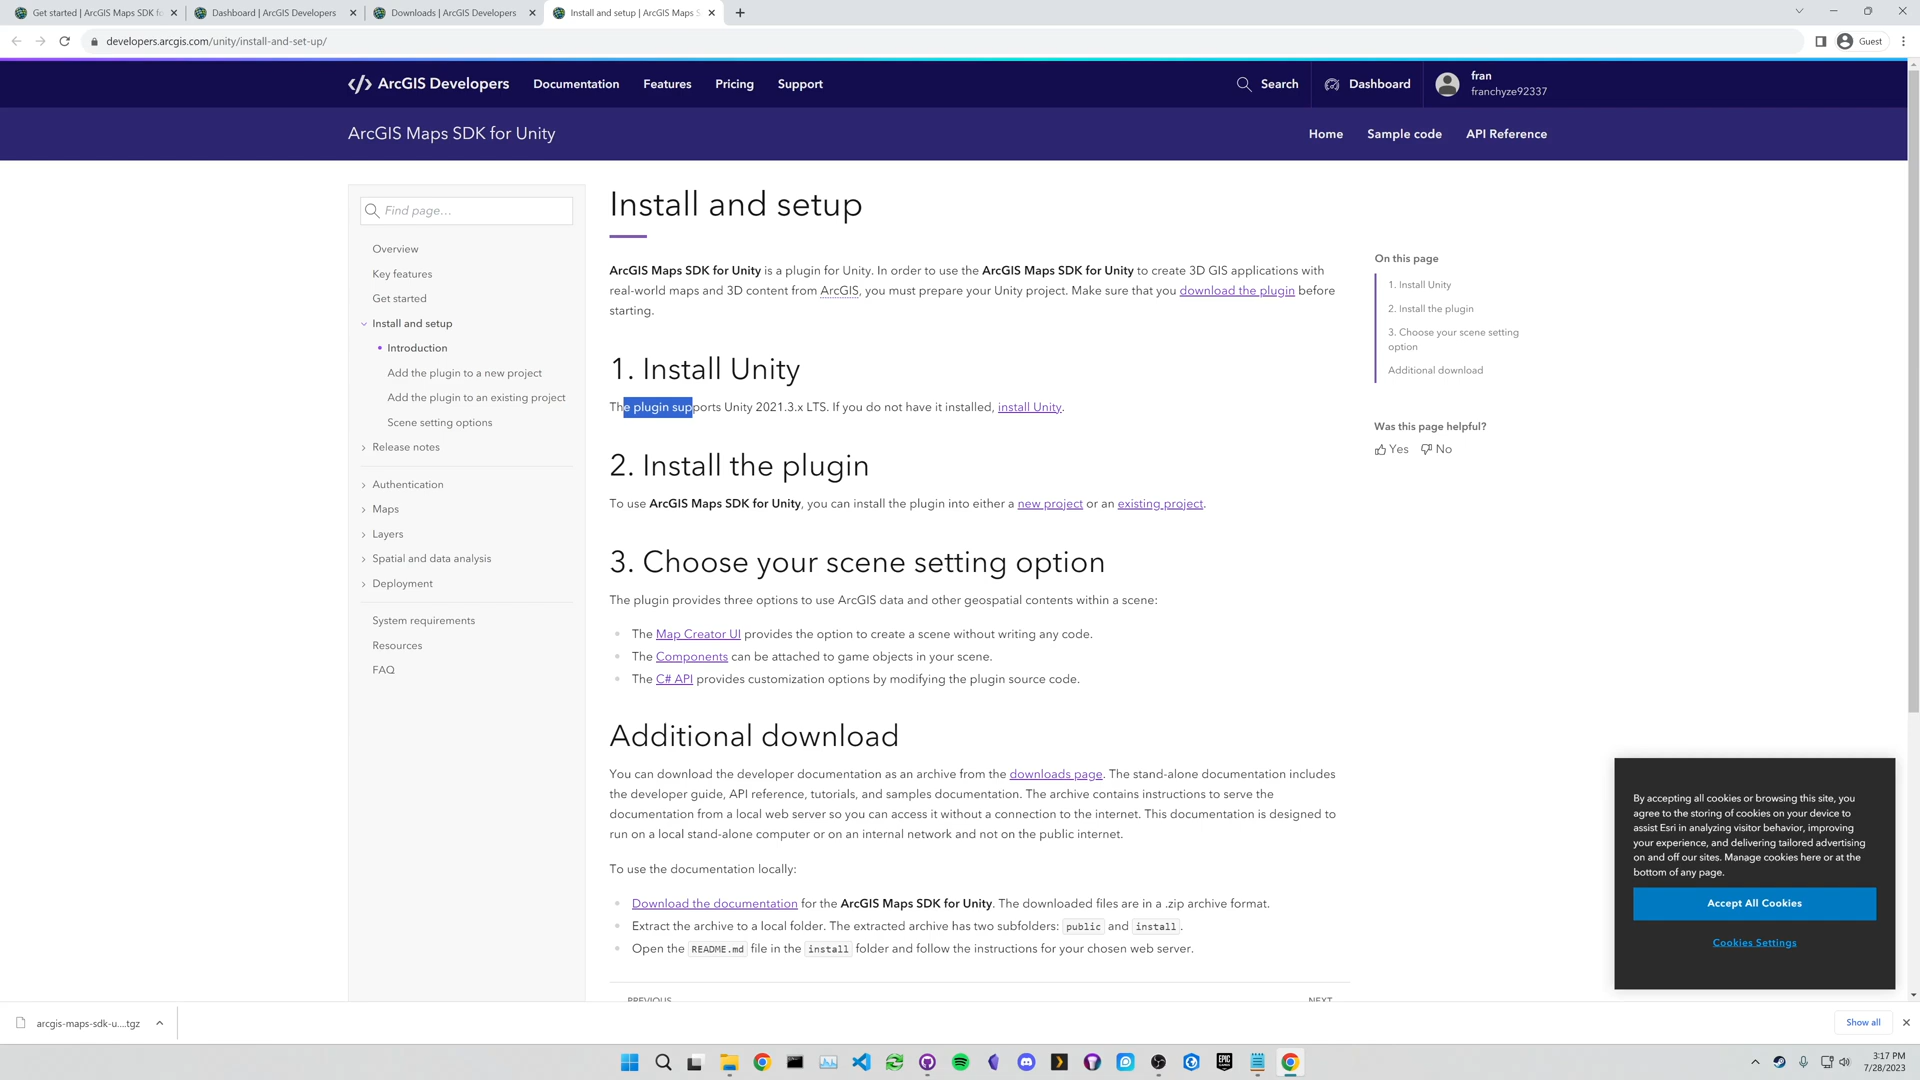 Get started | ArcGIS Maps SDK fo
Dashboard | ArcGIS Developers
Downloads | ArcGIS Developers
Install and setup | ArcGIS Maps S
developers.arcgis.com/unity/install-and-set-up/
Guest
</> ArcGIS Developers
Documentation
Features
Pricing
Support
Search
Dashboard
fran
franchyze92337
ArcGIS Maps SDK for Unity
Home
Sample code
API Reference
Find page...
Overview
Key features
Get started
Install and setup
Introduction
Add the plugin to a new project
Add the plugin to an existing project
Scene setting options
Release notes
Authentication
Maps
Layers
Spatial and data analysis
Deployment
System requirements
Resources
FAQ
Install and setup
ArcGIS Maps SDK for Unity is a plugin for Unity. In order to use the ArcGIS Maps SDK for Unity to create 3D GIS applications with
real-world maps and 3D content from ArcGIS, you must prepare your Unity project. Make sure that you download the plugin before
starting.
1. Install Unity
The plugin supports Unity 2021.3.x LTS. If you do not have it installed, install Unity.
2. Install the plugin
To use ArcGIS Maps SDK for Unity, you can install the plugin into either a new project or an existing project.
3. Choose your scene setting option
The plugin provides three options to use ArcGIS data and other geospatial contents within a scene:
• The Map Creator UI provides the option to create a scene without writing any code.
• The Components can be attached to game objects in your scene.
• The C# API provides customization options by modifying the plugin source code.
Additional download
You can download the developer documentation as an archive from the downloads page. The stand-alone documentation includes
the developer guide, API reference, tutorials, and samples documentation. The archive contains instructions to serve the
documentation from a local web server so you can access it without a connection to the internet. This documentation is designed to
run on a local stand-alone computer or on an internal network and not on the public internet.
To use the documentation locally:
• Download the documentation for the ArcGIS Maps SDK for Unity. The downloaded files are in a .zip archive format.
• Extract the archive to a local folder. The extracted archive has two subfolders: public and install.
• Open the README.md file in the install folder and follow the instructions for your chosen web server.
PREVIOUS
NEXT
On this page
1. Install Unity
2. Install the plugin
3. Choose your scene setting
option
Additional download
Was this page helpful?
Yes
No
By accepting all cookies or browsing this site, you
agree to the storing of cookies on your device to
assist Esri in analyzing visitor behavior, improving
your experience, and delivering tailored advertising
on and off our sites. Manage cookies here or at the
bottom of any page.
Accept All Cookies
Cookies Settings
arcgis-maps-sdk-u....tgz
Show all
EPIC
3:17 PM
7/28/2023